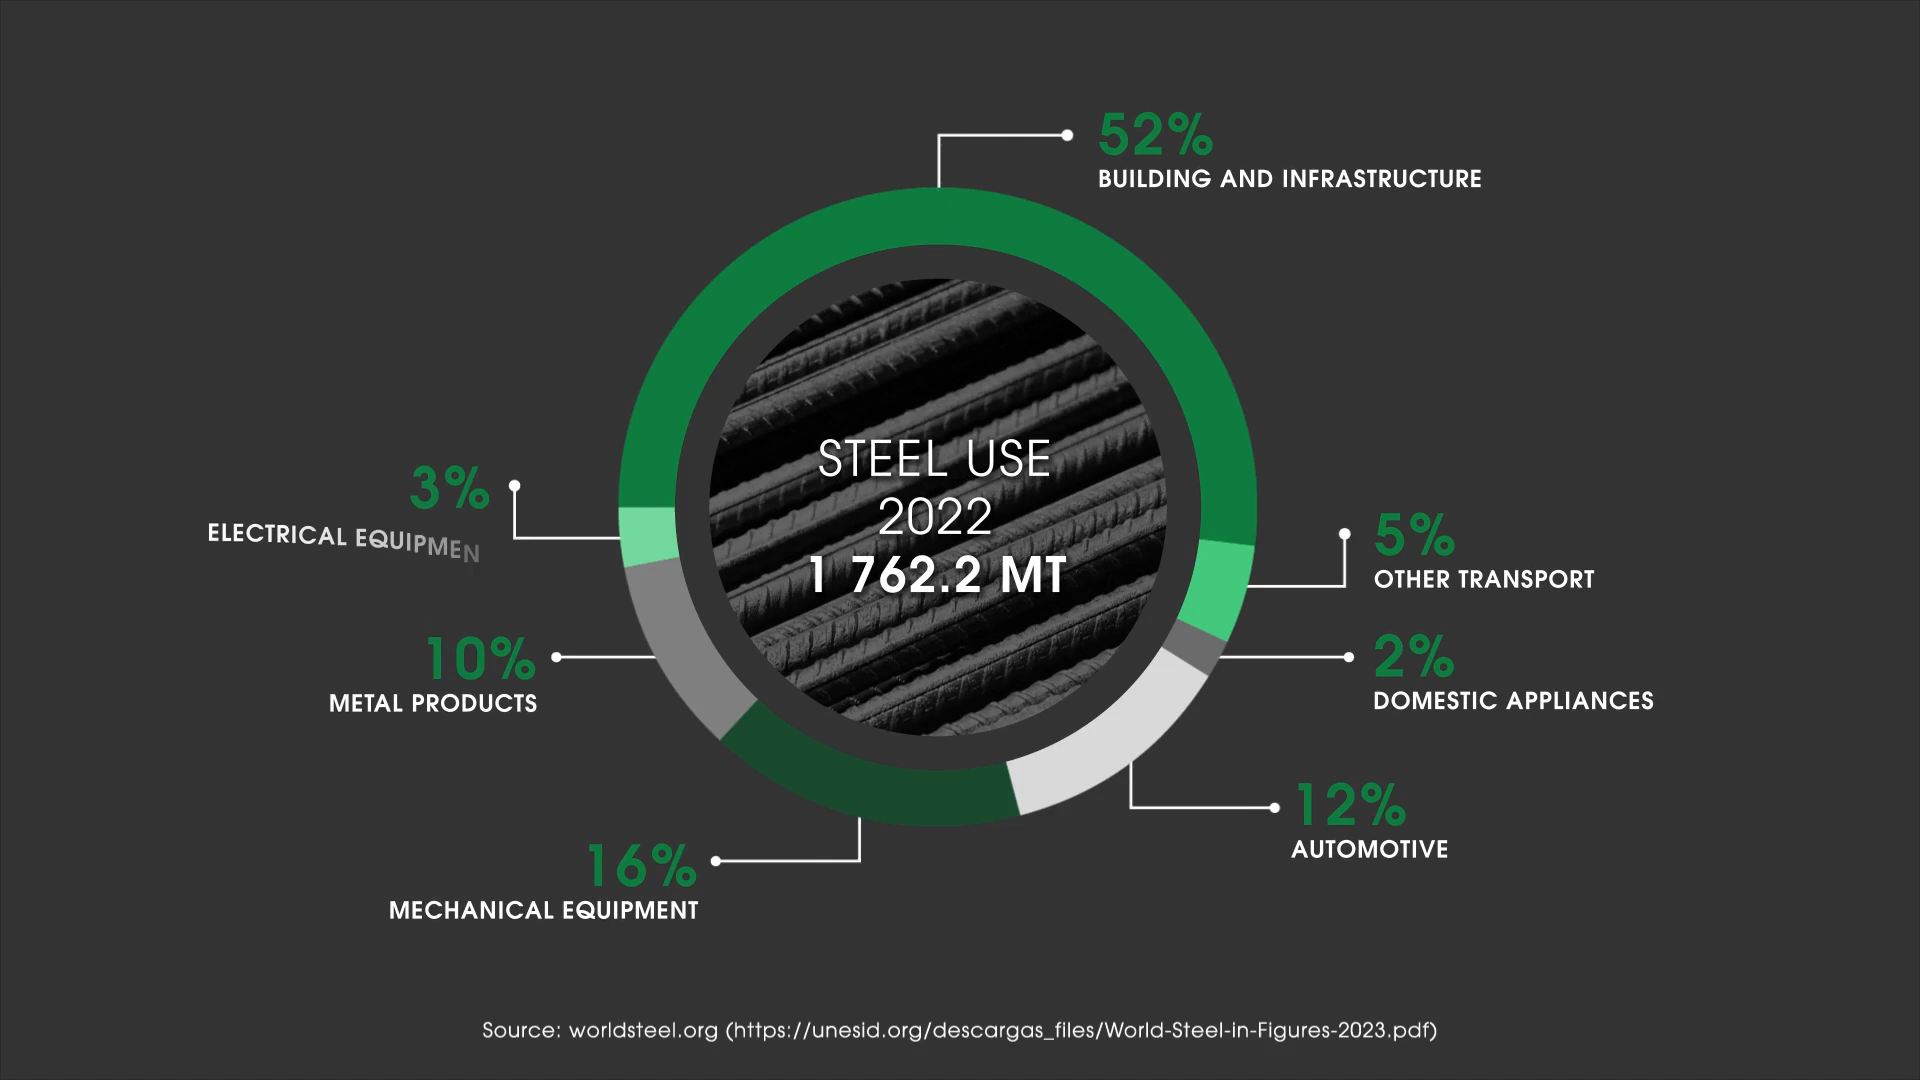 52%
BUILDING AND INFRASTRUCTURE
STEEL USE
2022
1 762.2 MT
3%
ELECTRICAL EQUIPMEN
5%
OTHER TRANSPORT
10%
METAL PRODUCTS
2%
DOMESTIC APPLIANCES
12%
AUTOMOTIVE
16%
MECHANICAL EQUIPMENT
Source: worldsteel.org (https://unesid.org/descargas_files/World-Steel-in-Figures-2023.pdf)